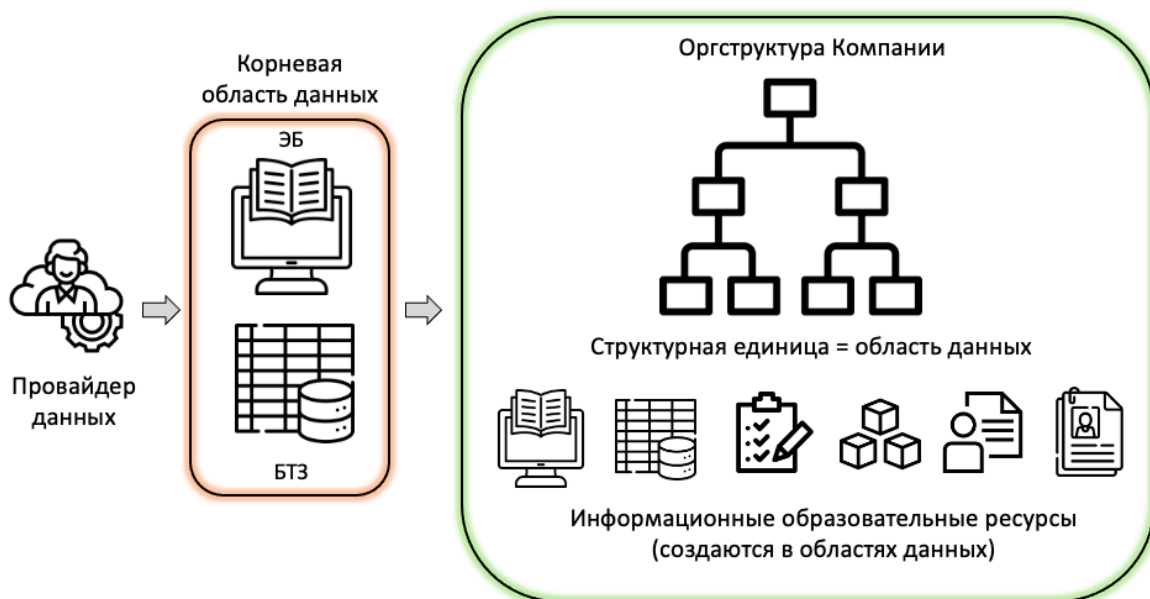 Корневая
область данных
ЭБ
БТЗ
Провайдер
данных
Оргструктура Компании
Структурная единица = область данных
Информационные образовательные ресурсы
(создаются в областях данных)